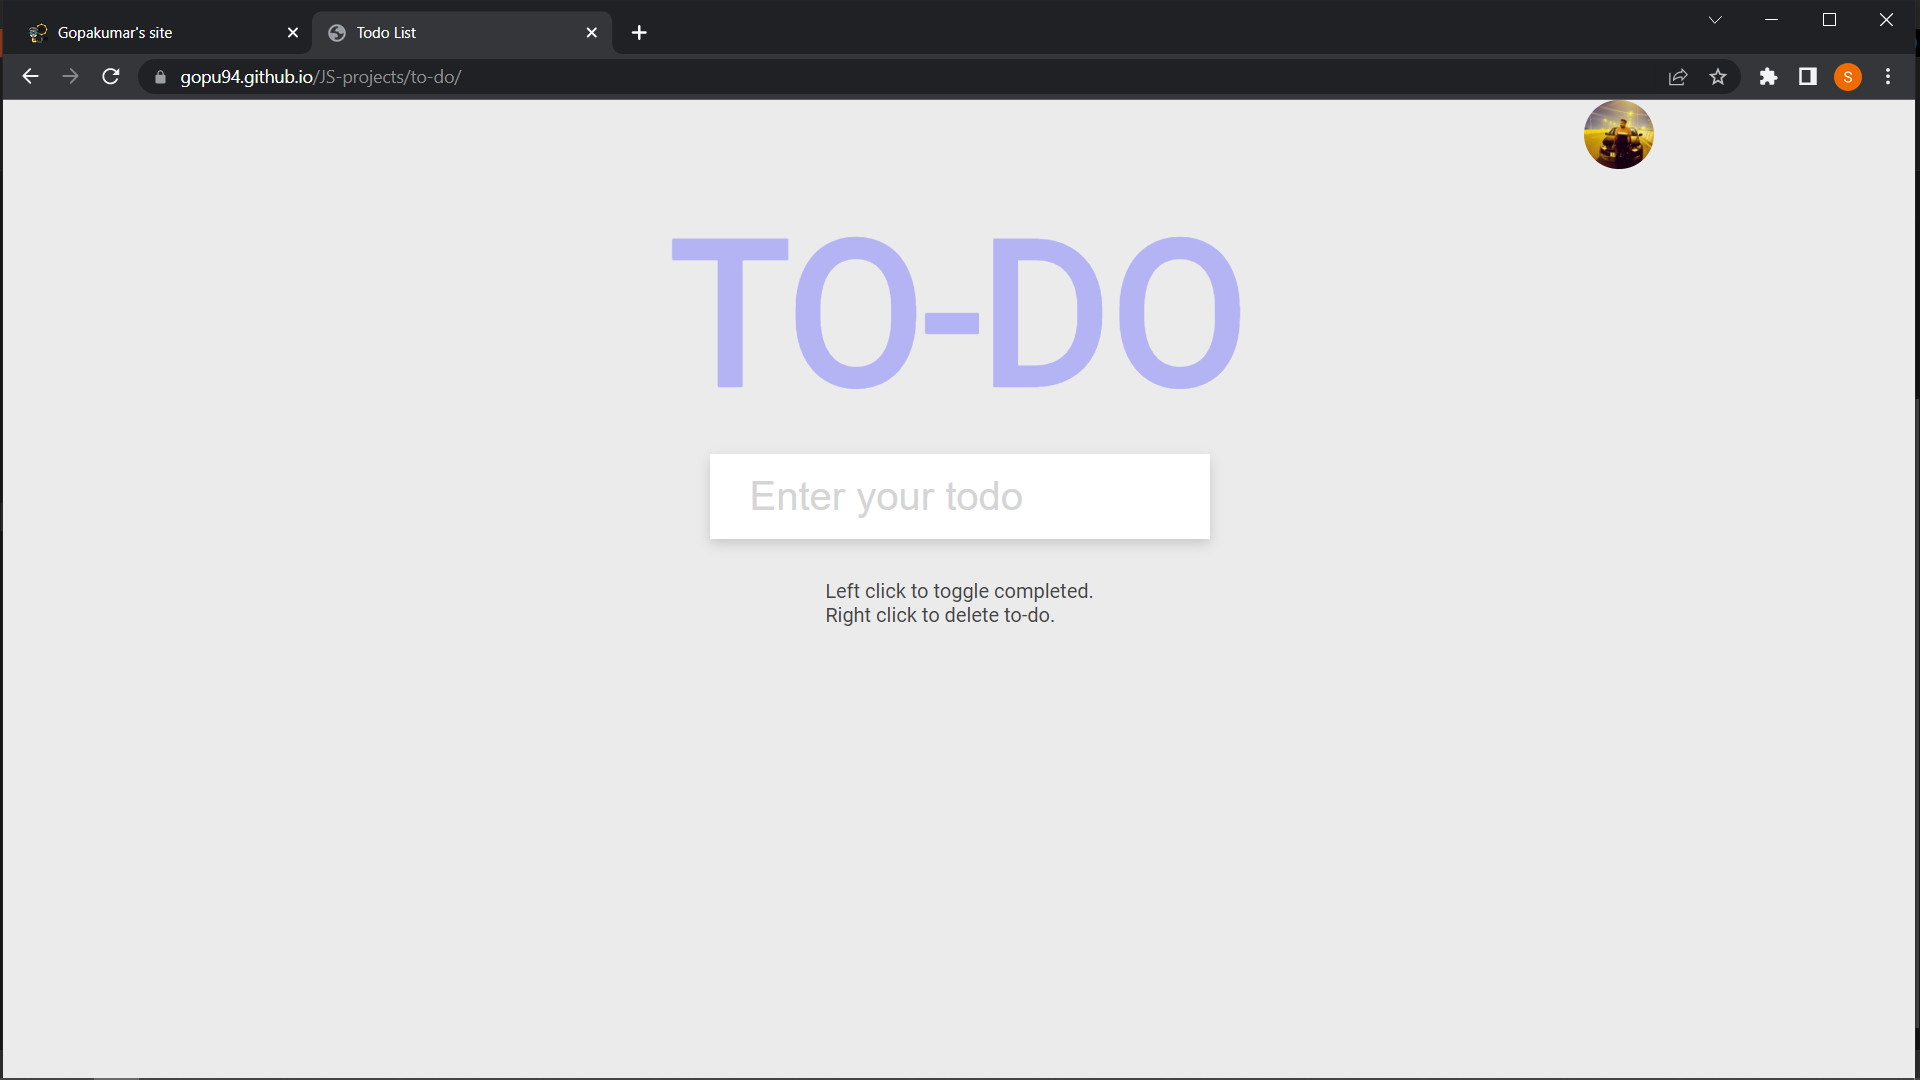 Gopakumar's site
Todo List
gopu94.github.io/JS-projects/to-do/
S
TO-DO
Enter your todo
Left click to toggle completed.
Right click to delete to-do.